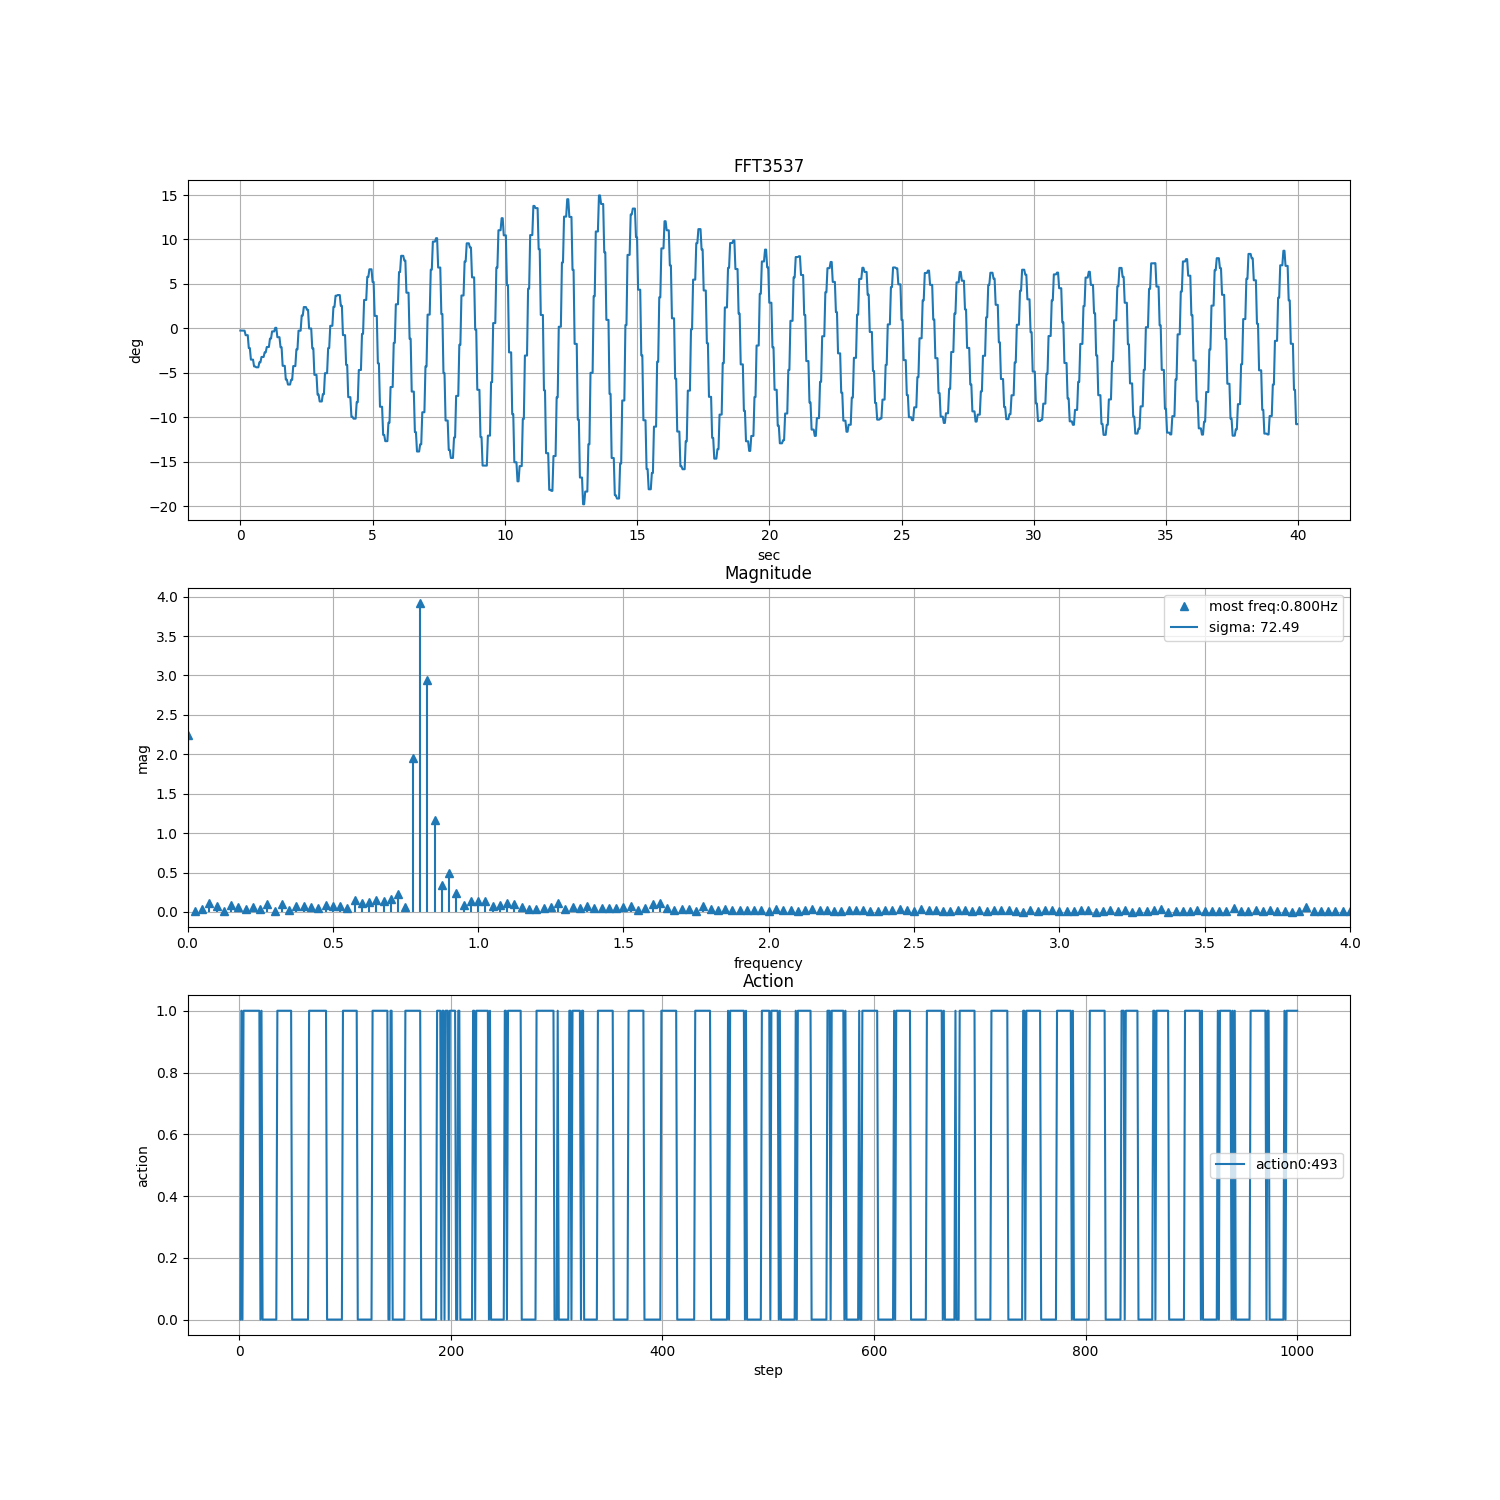 FFT3537
15
10
5
0
−5
−10
−15
−20
deg
0 5 10 15 20 25 30 35 40
sec
Magnitude
4.0
3.5
3.0
2.5
2.0
1.5
1.0
0.5
0.0
mag
most freq:0.800Hz
sigma: 72.49
0.0 0.5 1.0 1.5 2.0 2.5 3.0 3.5 4.0
frequency
Action
1.0
0.8
0.6
0.4
0.2
0.0
action
action0:493
0 200 400 600 800 1000
step